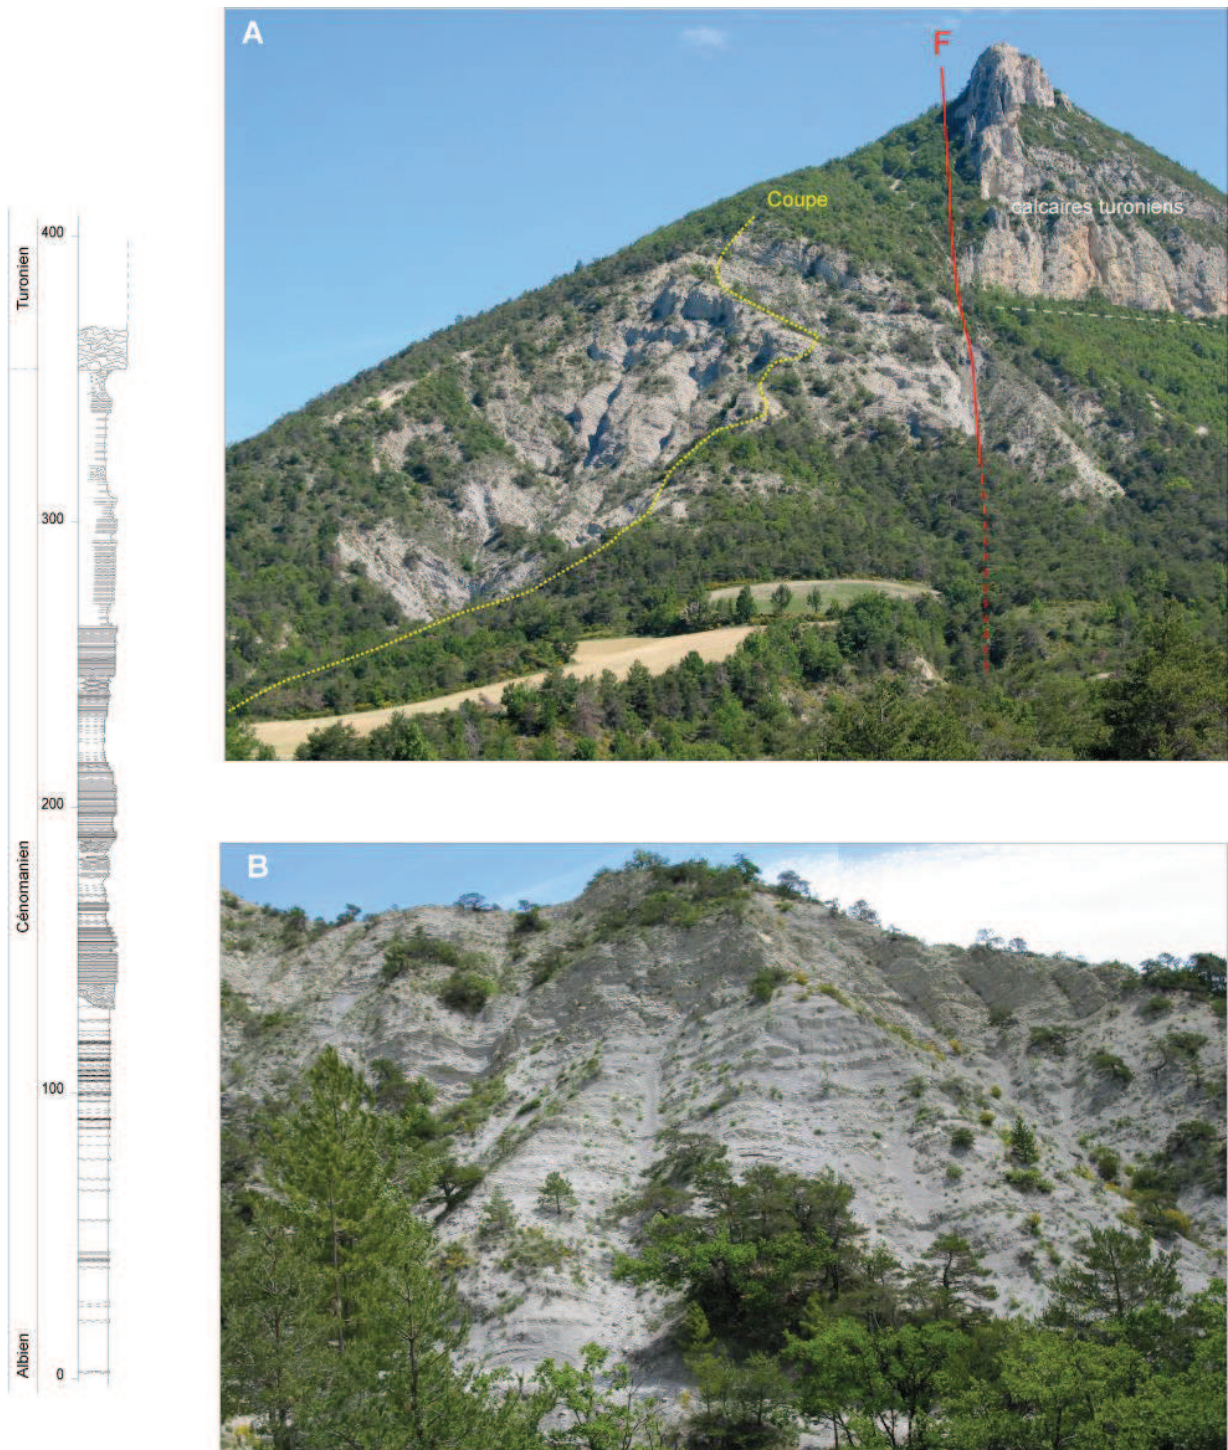 A
F
Coupe
calcaires turoniens
Turonien
400
300
200
Cénomanien
100
Albien
0
B